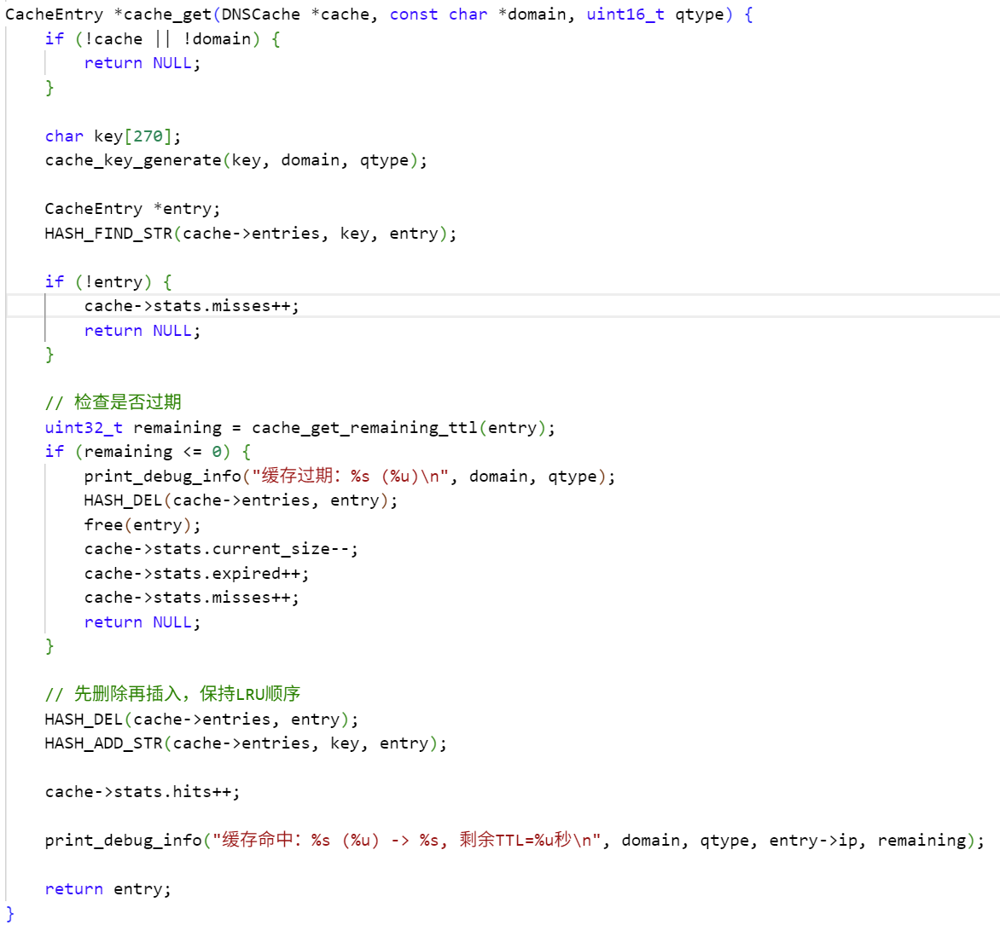 CacheEntry *cache_get(DNSCache *cache, const char *domain, uint16_t qtype) {
    if (!cache || !domain) {
        return NULL;
    }

    char key[270];
    cache_key_generate(key, domain, qtype);

    CacheEntry *entry;
    HASH_FIND_STR(cache->entries, key, entry);

    if (!entry) {
        cache->stats.misses++;
        return NULL;
    }

    // 检查是否过期
    uint32_t remaining = cache_get_remaining_ttl(entry);
    if (remaining <= 0) {
        print_debug_info("缓存过期: %s (%u)\n", domain, qtype);
        HASH_DEL(cache->entries, entry);
        free(entry);
        cache->stats.current_size--;
        cache->stats.expired++;
        cache->stats.misses++;
        return NULL;
    }

    // 先删除再插入，保持LRU顺序
    HASH_DEL(cache->entries, entry);
    HASH_ADD_STR(cache->entries, key, entry);

    cache->stats.hits++;

    print_debug_info("缓存命中: %s (%u) -> %s, 剩余TTL=%u秒\n", domain, qtype, entry->ip, remaining);

    return entry;
}